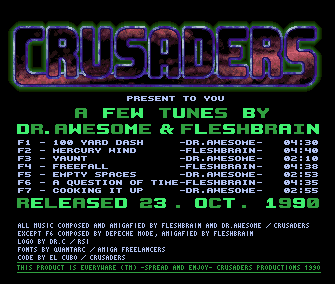 CRUSADERS
PRESENT TO YOU
A FEW TUNES BY
DR.AWESOME & FLESHBRAIN
F1 - 100 YARD DASH -DR.AWESOME- 04:30
F2 - MERCURY MIND -FLESHBRAIN- 04:40
F3 - YAUNT -DR.AWESOME- 02:10
F4 - FREEFALL -FLESHBRAIN- 04:38
F5 - EMPTY SPACES -DR.AWESOME- 02:53
F6 - A QUESTION OF TIME-FLESHBRAIN- 04:35
F7 - COOKING IT UP -DR.AWESOME- 02:55
RELEASED 23. OCT. 1990
ALL MUSIC COMPOSED AND AMIGAFIED BY FLESHBRAIN AND DR.AWESOME / CRUSADERS
EXCEPT F6 COMPOSED BY DEPECHE MODE, AMIGAFIED BY FLESHBRAIN
LOGO BY DR.C / RSI
FONTS BY QUANTARC / AMIGA FREELANCERS
CODE BY EL CUBO / CRUSADERS
THIS PRODUCT IS EVERYWARE (TM) -SPREAD AND ENJOY- CRUSADERS PRODUCTIONS 1990